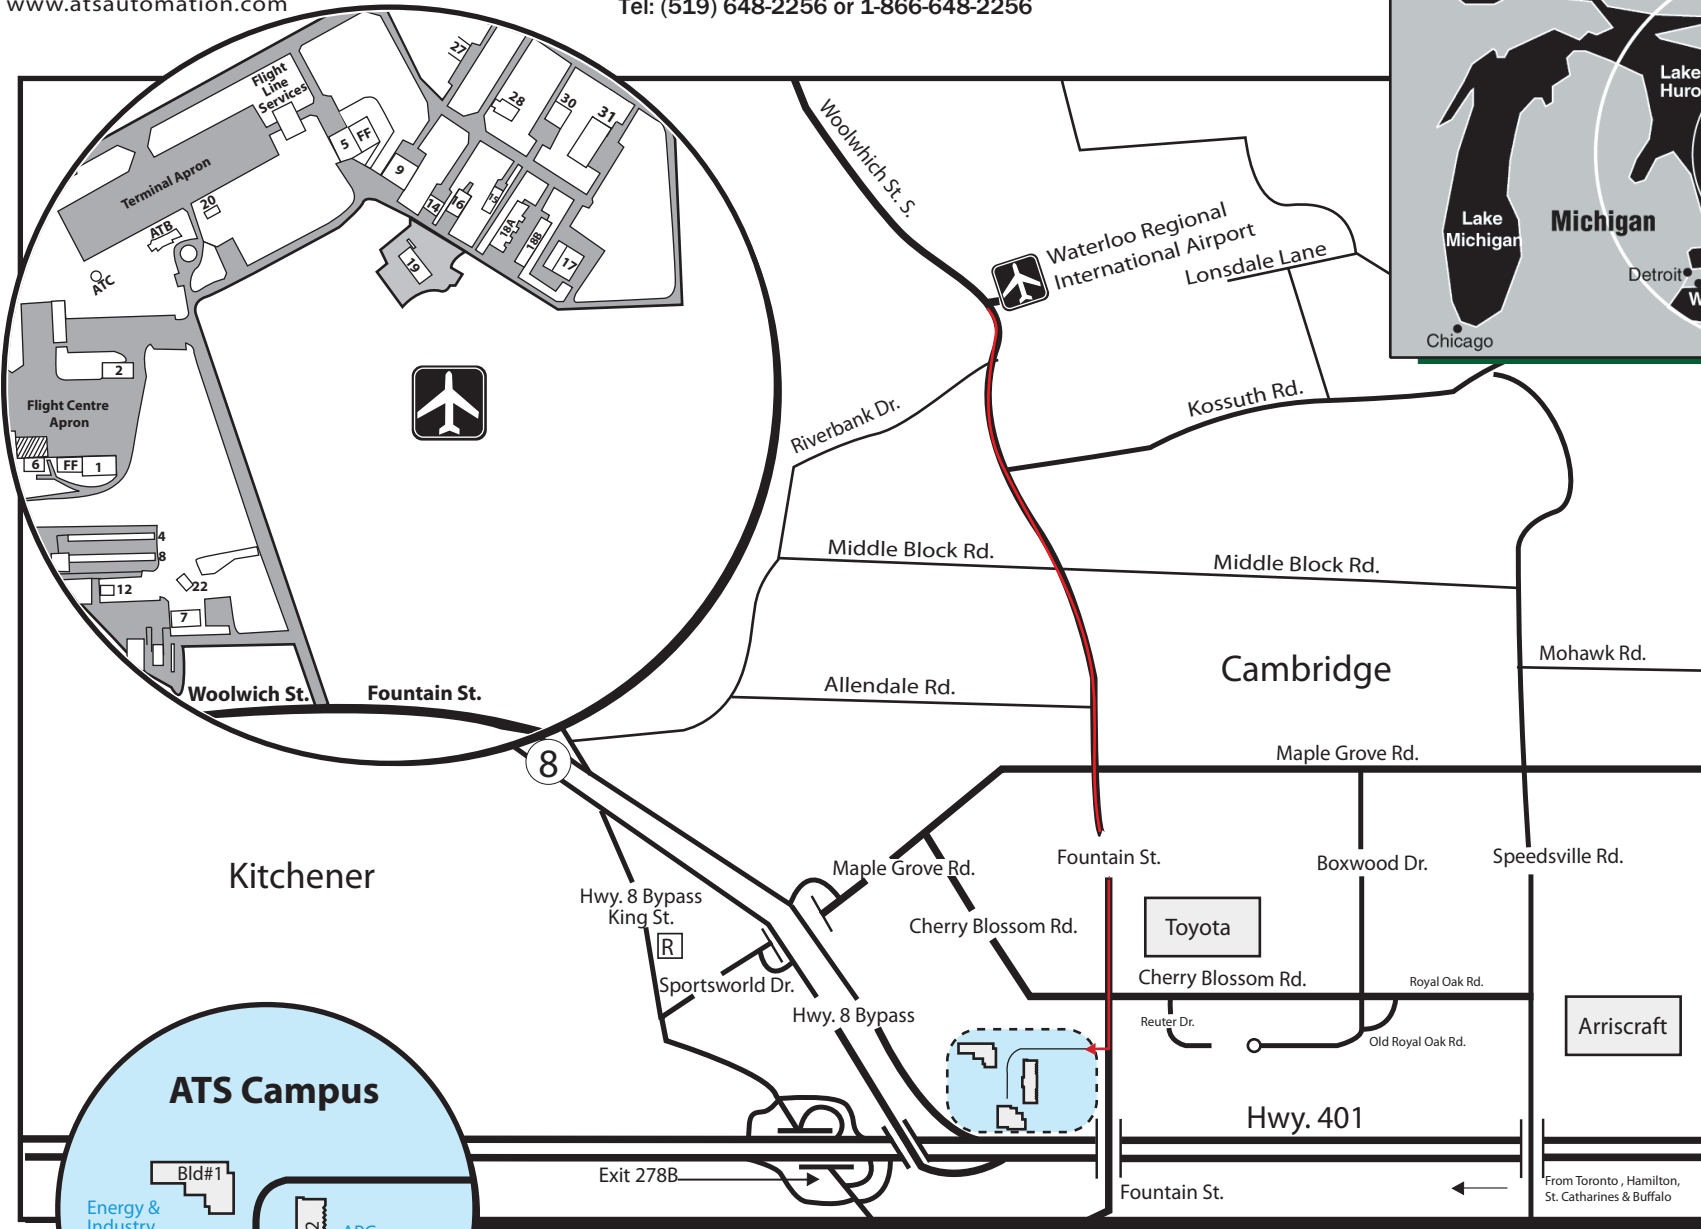 www.atsautomation.com
Tel: (519) 648-2256 or 1-866-648-2256
27
Flight
Line
Services
28
30
31
5
FF
9
14
16
15
18A
18B
17
19
Terminal Apron
20
ATB
ATC
2
Flight Centre
Apron
6
FF
1
4
8
12
22
7
Woolwich St.
Fountain St.
8
Woolwhich St. S.
Waterloo Regional
International Airport
Lonsdale Lane
Lake
Michigan
Michigan
Detroit
Chicago
Kossuth Rd.
Riverbank Dr.
Middle Block Rd.
Middle Block Rd.
Cambridge
Mohawk Rd.
Allendale Rd.
Maple Grove Rd.
Kitchener
Hwy. 8 Bypass
King St.
R
Maple Grove Rd.
Fountain St.
Boxwood Dr.
Speedsville Rd.
Cherry Blossom Rd.
Toyota
Sportsworld Dr.
Cherry Blossom Rd.
Royal Oak Rd.
Hwy. 8 Bypass
Reuter Dr.
Old Royal Oak Rd.
Arriscraft
ATS Campus
Hwy. 401
Bld#1
Exit 278B
Fountain St.
From Toronto , Hamilton,
St. Catharines & Buffalo
Energy &
Industry
2